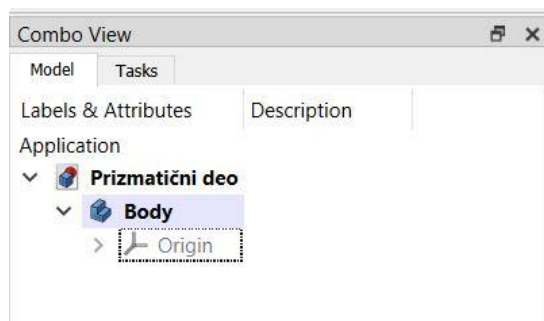 Combo View
Model Tasks
Labels & Attributes Description
Application
Prizmatični deo
Body
Origin